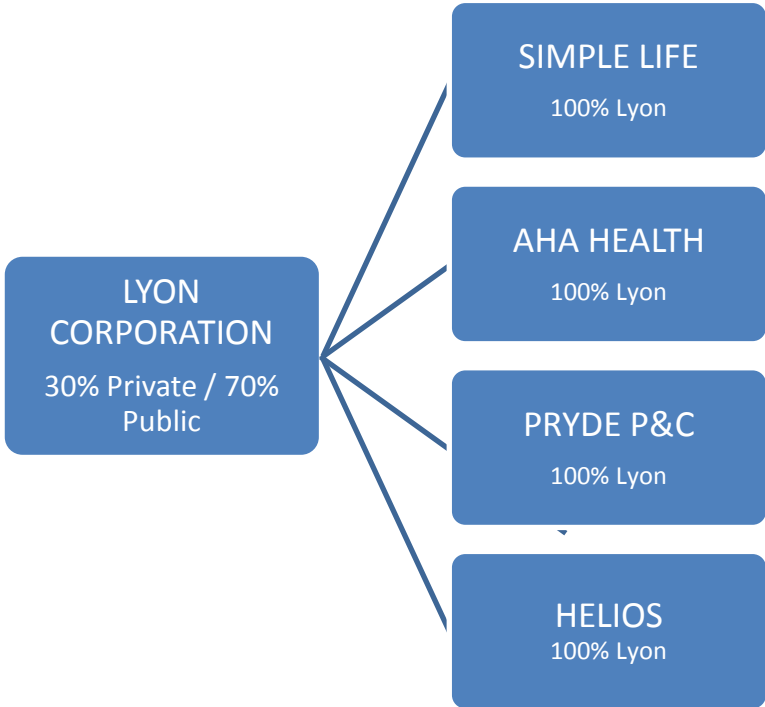 LYON
CORPORATION
30% Private / 70%
Public
SIMPLE LIFE
100% Lyon
AHA HEALTH
100% Lyon
PRYDE P&C
100% Lyon
HELIOS
100% Lyon